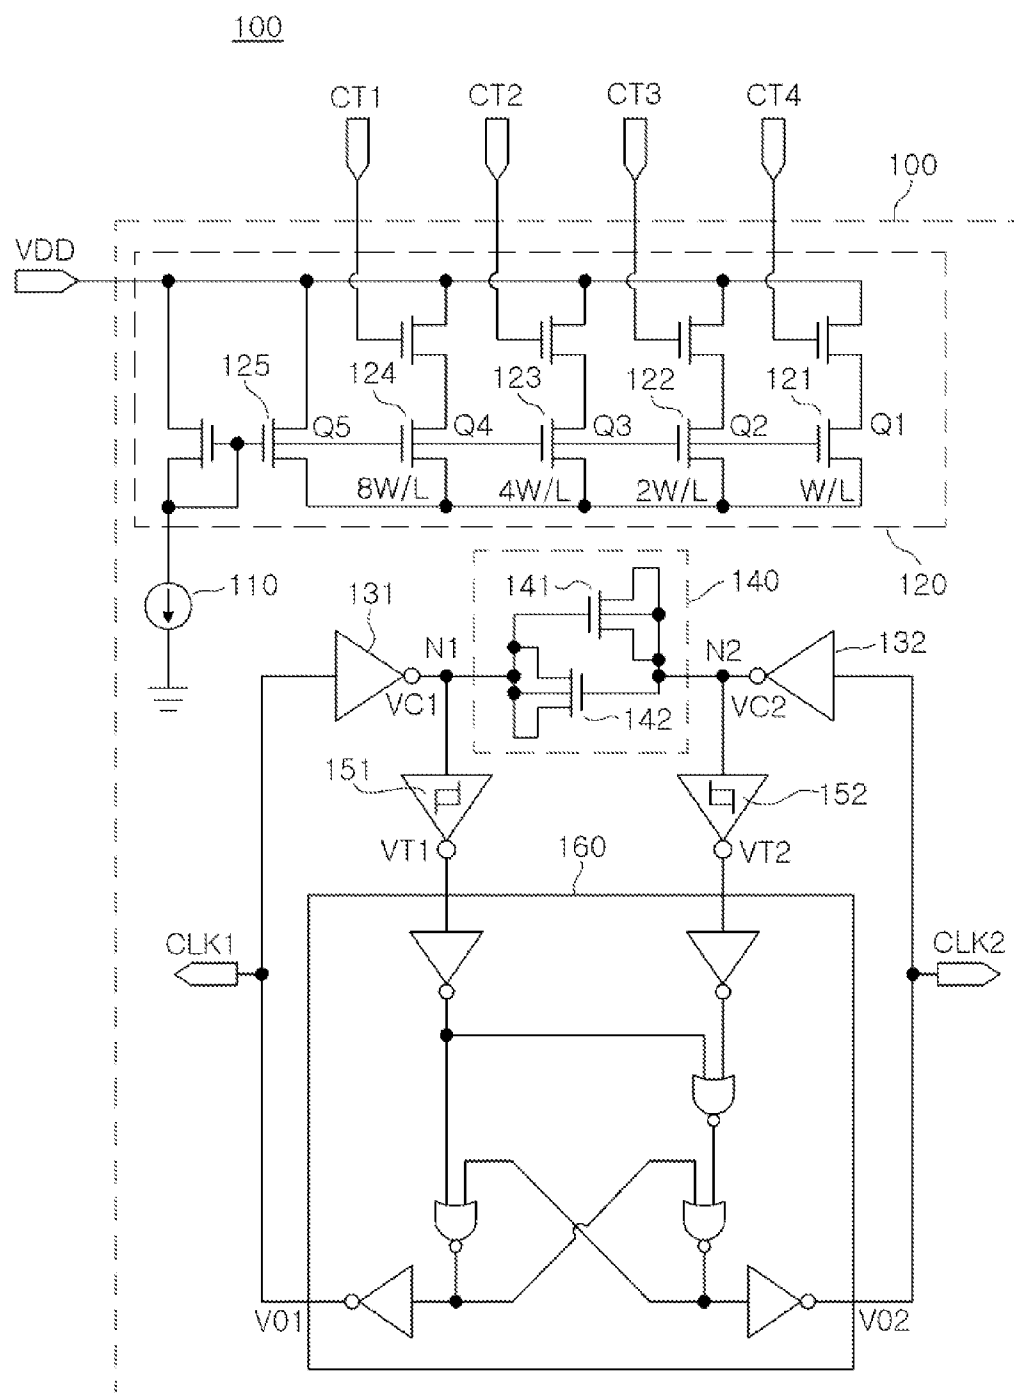 100
CT1 CT2 CT3 CT4
100
VDD
125 124 123 122 121
Q5 Q4 Q3 Q2 Q1
8W/L 4W/L 2W/L W/L
110 131 141 140 120
N1 N2 132
VC1 142 VC2
151 152
VT1 160 VT2
CLK1 CLK2
V01 V02